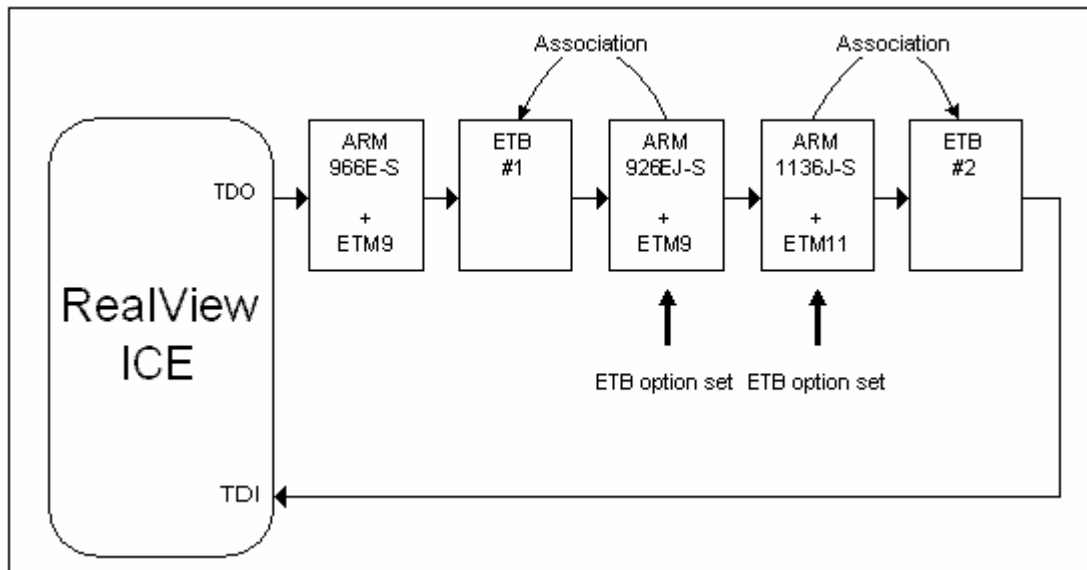 Association
Association
ARM
966E-S
+
ETM9
ETB
#1
ARM
926EJ-S
+
ETM9
ARM
1136J-S
+
ETM11
ETB
#2
TDO
RealView
ICE
ETB option set
ETB option set
TDI